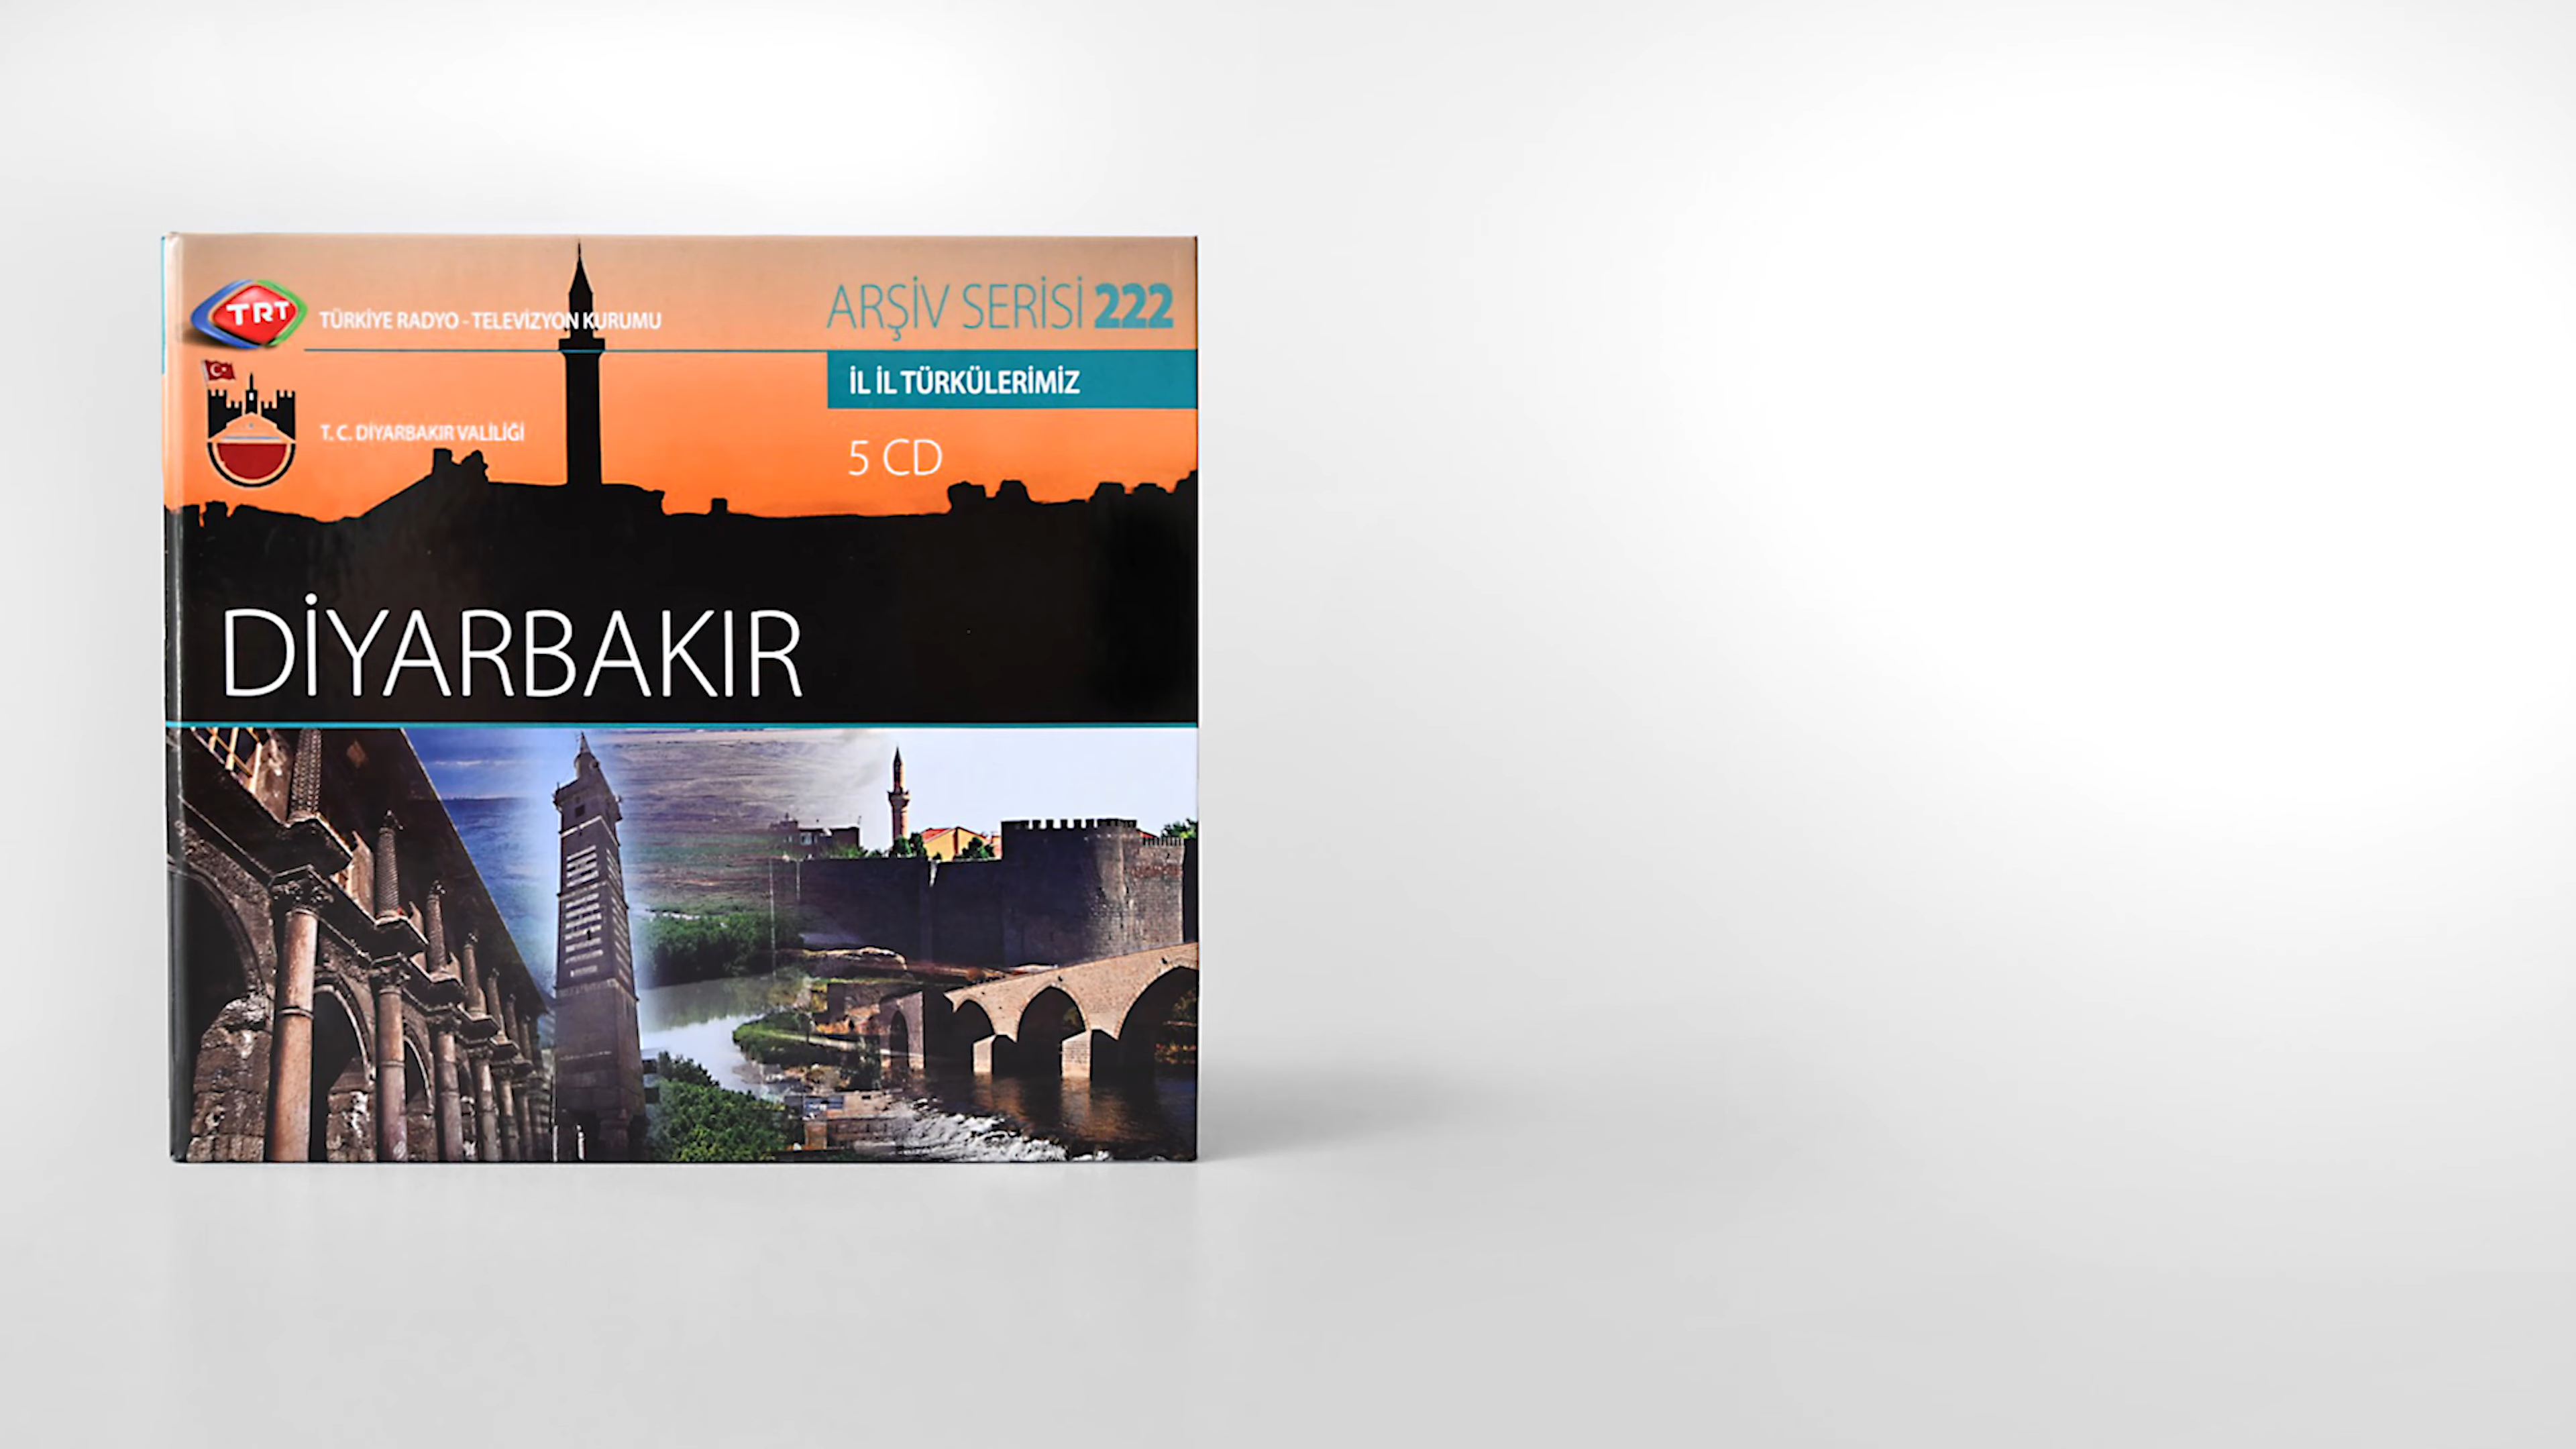 TRT
TÜRKİYE RADYO - TELEVİZYON KURUMU
ARŞİV SERİSİ 222
İL İL TÜRKÜLERİMİZ
T. C. DİYARBAKIR VALİLİĞİ
5 CD
DİYARBAKIR